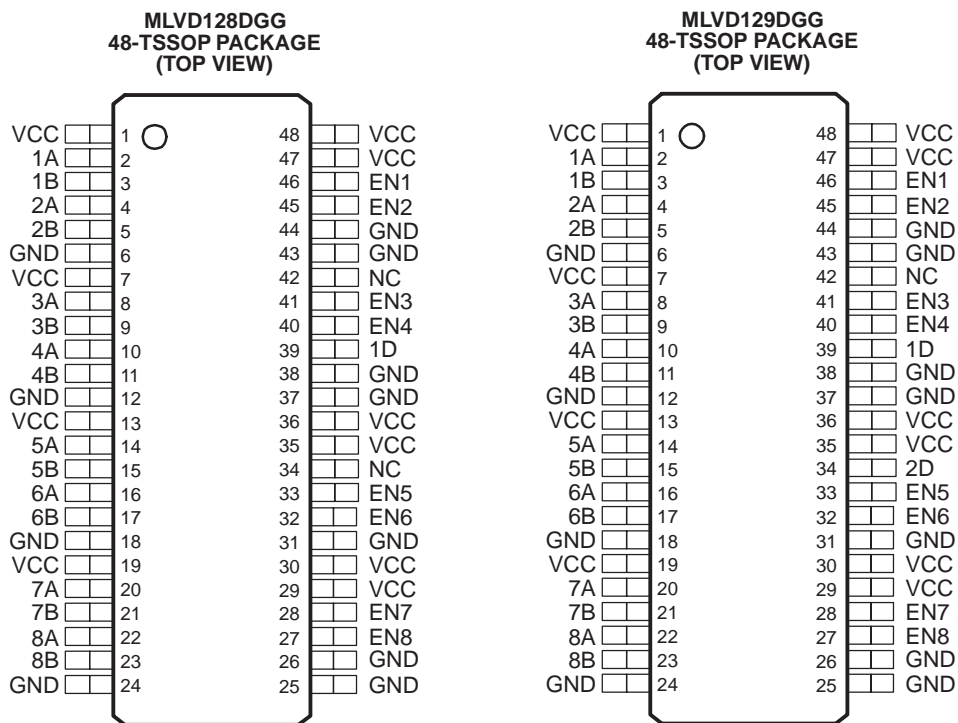 MLVD128DGG
48-TSSOP PACKAGE
(TOP VIEW)
VCC 1 48 VCC
1A 2 47 VCC
1B 3 46 EN1
2A 4 45 EN2
2B 5 44 GND
GND 6 43 GND
VCC 7 42 NC
3A 8 41 EN3
3B 9 40 EN4
4A 10 39 1D
4B 11 38 GND
GND 12 37 GND
VCC 13 36 VCC
5A 14 35 VCC
5B 15 34 NC
6A 16 33 EN5
6B 17 32 EN6
GND 18 31 GND
VCC 19 30 VCC
7A 20 29 VCC
7B 21 28 EN7
8A 22 27 EN8
8B 23 26 GND
GND 24 25 GND
MLVD129DGG
48-TSSOP PACKAGE
(TOP VIEW)
VCC 1 48 VCC
1A 2 47 VCC
1B 3 46 EN1
2A 4 45 EN2
2B 5 44 GND
GND 6 43 GND
VCC 7 42 NC
3A 8 41 EN3
3B 9 40 EN4
4A 10 39 1D
4B 11 38 GND
GND 12 37 GND
VCC 13 36 VCC
5A 14 35 VCC
5B 15 34 2D
6A 16 33 EN5
6B 17 32 EN6
GND 18 31 GND
VCC 19 30 VCC
7A 20 29 VCC
7B 21 28 EN7
8A 22 27 EN8
8B 23 26 GND
GND 24 25 GND